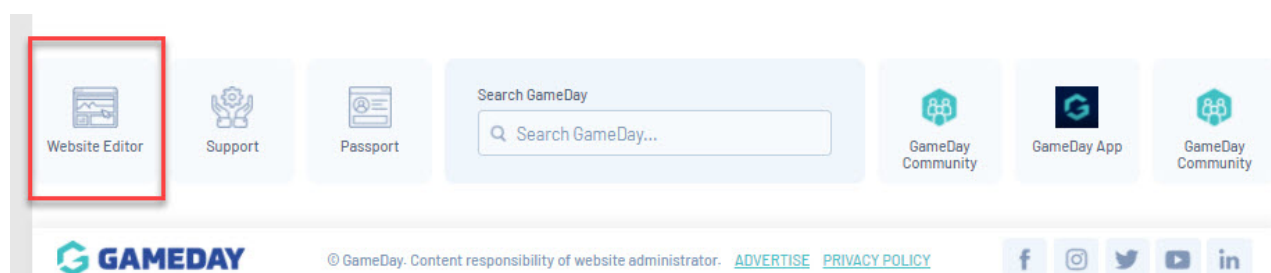 Search GameDay
Search GameDay...
Website Editor
Support
Passport
GameDay
Community
GameDay App
GameDay
Community
GAMEDAY
© GameDay. Content responsibility of website administrator. ADVERTISE PRIVACY POLICY